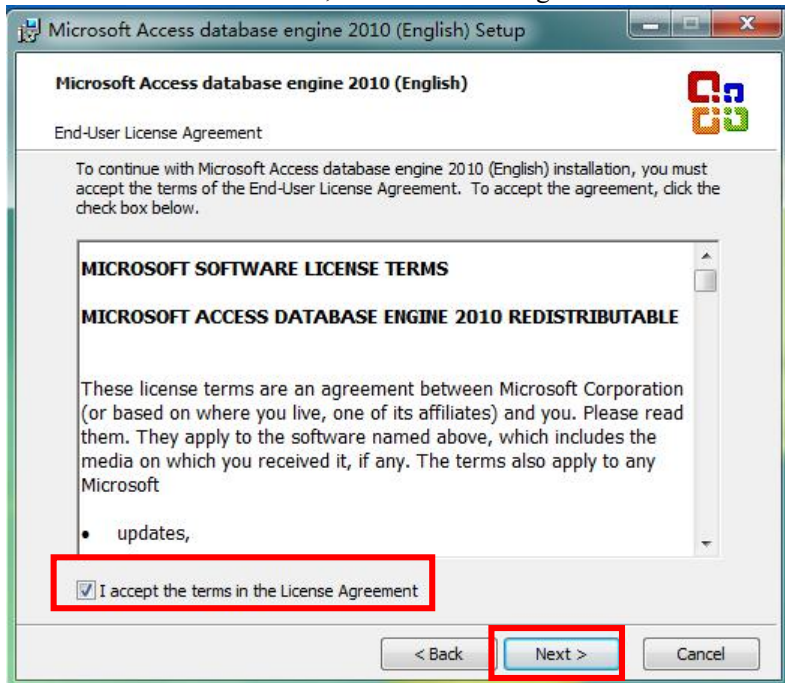 Microsoft Access database engine 2010 (English) Setup
Microsoft Access database engine 2010 (English)
End-User License Agreement
To continue with Microsoft Access database engine 2010 (English) installation, you must
accept the terms of the End-User License Agreement. To accept the agreement, click the
check box below.
MICROSOFT SOFTWARE LICENSE TERMS
MICROSOFT ACCESS DATABASE ENGINE 2010 REDISTRIBUTABLE
These license terms are an agreement between Microsoft Corporation
(or based on where you live, one of its affiliates) and you. Please read
them. They apply to the software named above, which includes the
media on which you received it, if any. The terms also apply to any
Microsoft
• updates,
I accept the terms in the License Agreement
< Back Next > Cancel